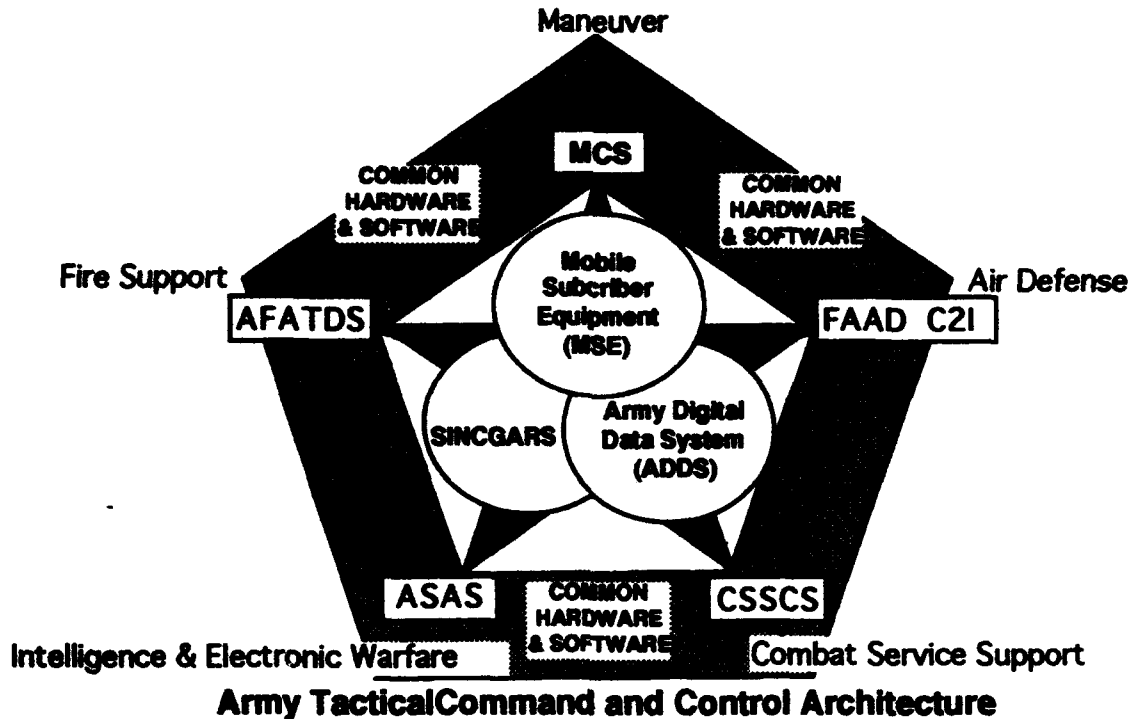 Maneuver
MCS
COMMON
HARDWARE
& SOFTWARE
COMMON
HARDWARE
& SOFTWARE
Fire Support
Air Defense
AFATDS
FAAD C2I
Mobile
Subcriber
Equipment
(MSE)
SINCGARS
Army Digital
Data System
(ADDS)
ASAS
CSSCS
COMMON
HARDWARE
& SOFTWARE
Intelligence & Electronic Warfare
Combat Service Support
Army TacticalCommand and Control Architecture